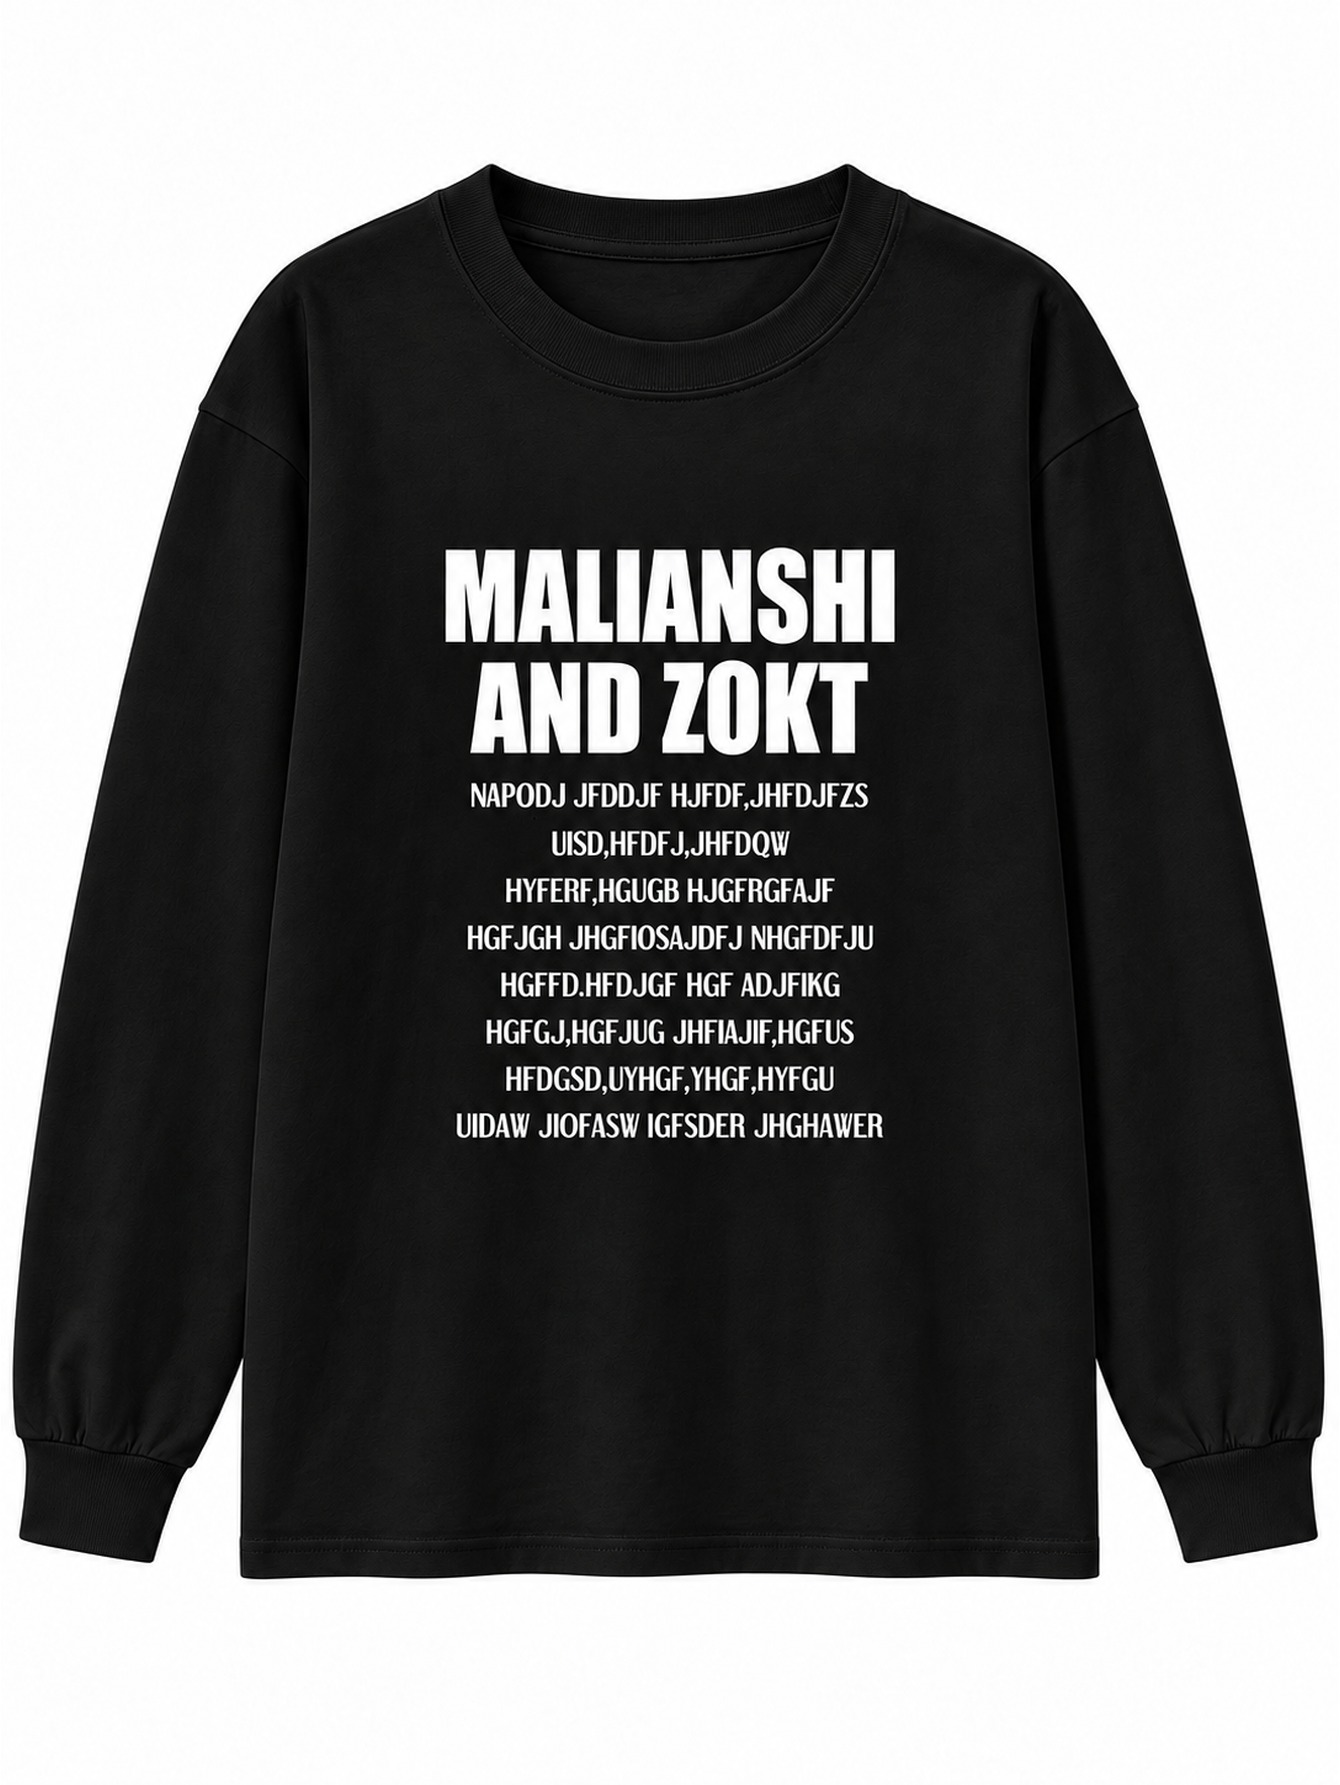 MALIANSHI
AND ZOKT
NAPODJ JFDDJF HJFDF,JHFDJFZS
UISD,HFDFJ,JHFDQW
HYFERF,HGUGB HJGFRGFAJF
HGFJGH JHGFIOSAJDFJ NHGFDFJU
HGFFD.HFDJGF HGF ADJFIKG
HGFGJ,HGFJUG JHFIAJIF,HGFUS
HFDGSD,UYHGF,YHGF,HYFGU
UIDAW JIOFASW IGFSDER JHGHAWER